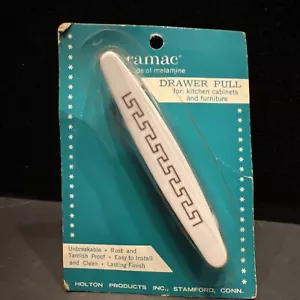 ramac®
of melamine
DRAWER PULL
for kitchen cabinets
and furniture
Unbreakable • Rust and
Tarnish Proof • Easy to Install
and Clean • Lasting Finish
HOLTON PRODUCTS INC., STAMFORD, CONN.